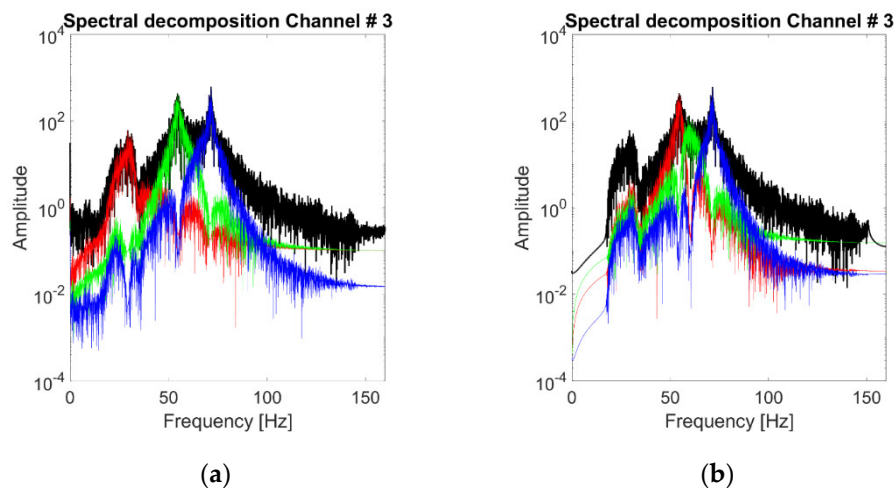 Spectral decomposition Channel # 3
10^4
10^2
10^0
10^-2
10^-4
Amplitude
0 50 100 150
Frequency [Hz]
(a)
Spectral decomposition Channel # 3
10^4
10^2
10^0
10^-2
10^-4
Amplitude
0 50 100 150
Frequency [Hz]
(b)